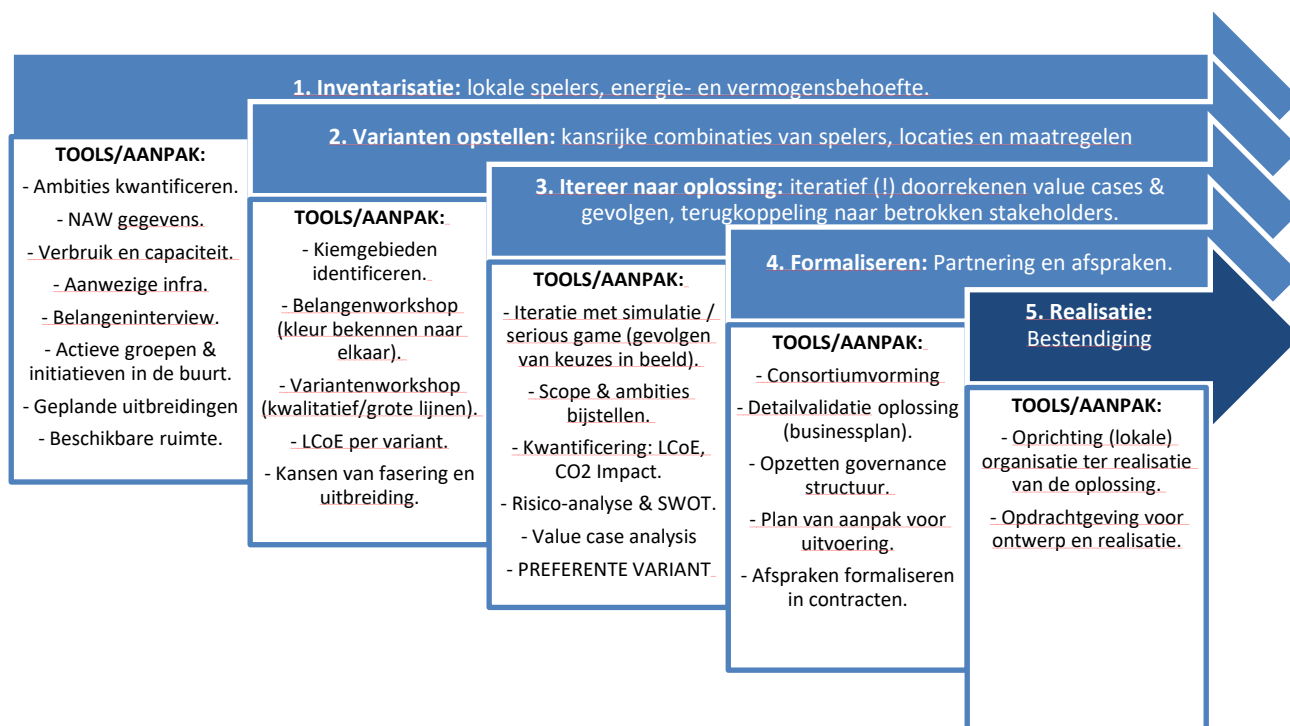 1. Inventarisatie: lokale spelers, energie- en vermogensbehoefte.
TOOLS/AANPAK:
- Ambities kwantificeren.
- NAW gegevens.
- Verbruik en capaciteit.
- Aanwezige infra.
- Belangeninterview.
- Actieve groepen &
initiatieven in de buurt.
- Geplande uitbreidingen
- Beschikbare ruimte.
2. Varianten opstellen: kansrijke combinaties van spelers, locaties en maatregelen
TOOLS/AANPAK:
- Kiemgebieden
identificeren.
- Belangenworkshop
(kleur bekennen naar
elkaar).
- Variantenworkshop
(kwalitatief/grote lijnen).
- LCoE per variant.
- Kansen van fasering en
uitbreiding.
3. Itereer naar oplossing: iteratief (!) doorrekenen value cases &
gevolgen, terugkoppeling naar betrokken stakeholders.
TOOLS/AANPAK:
- Iteratie met simulatie /
serious game (gevolgen
van keuzes in beeld).
- Scope & ambities
bijstellen.
- Kwantificering: LCoE,
CO2 Impact.
- Risico-analyse & SWOT.
- Value case analysis
- PREFERENTE VARIANT
4. Formaliseren: Partnering en afspraken.
TOOLS/AANPAK:
- Consortiumvorming
- Detailvalidatie oplossing
(businessplan).
- Opzetten governance
structuur.
- Plan van aanpak voor
uitvoering.
- Afspraken formaliseren
in contracten.
5. Realisatie:
Bestendiging
TOOLS/AANPAK:
- Oprichting (lokale)
organisatie ter realisatie
van de oplossing.
- Opdrachtgeving voor
ontwerp en realisatie.